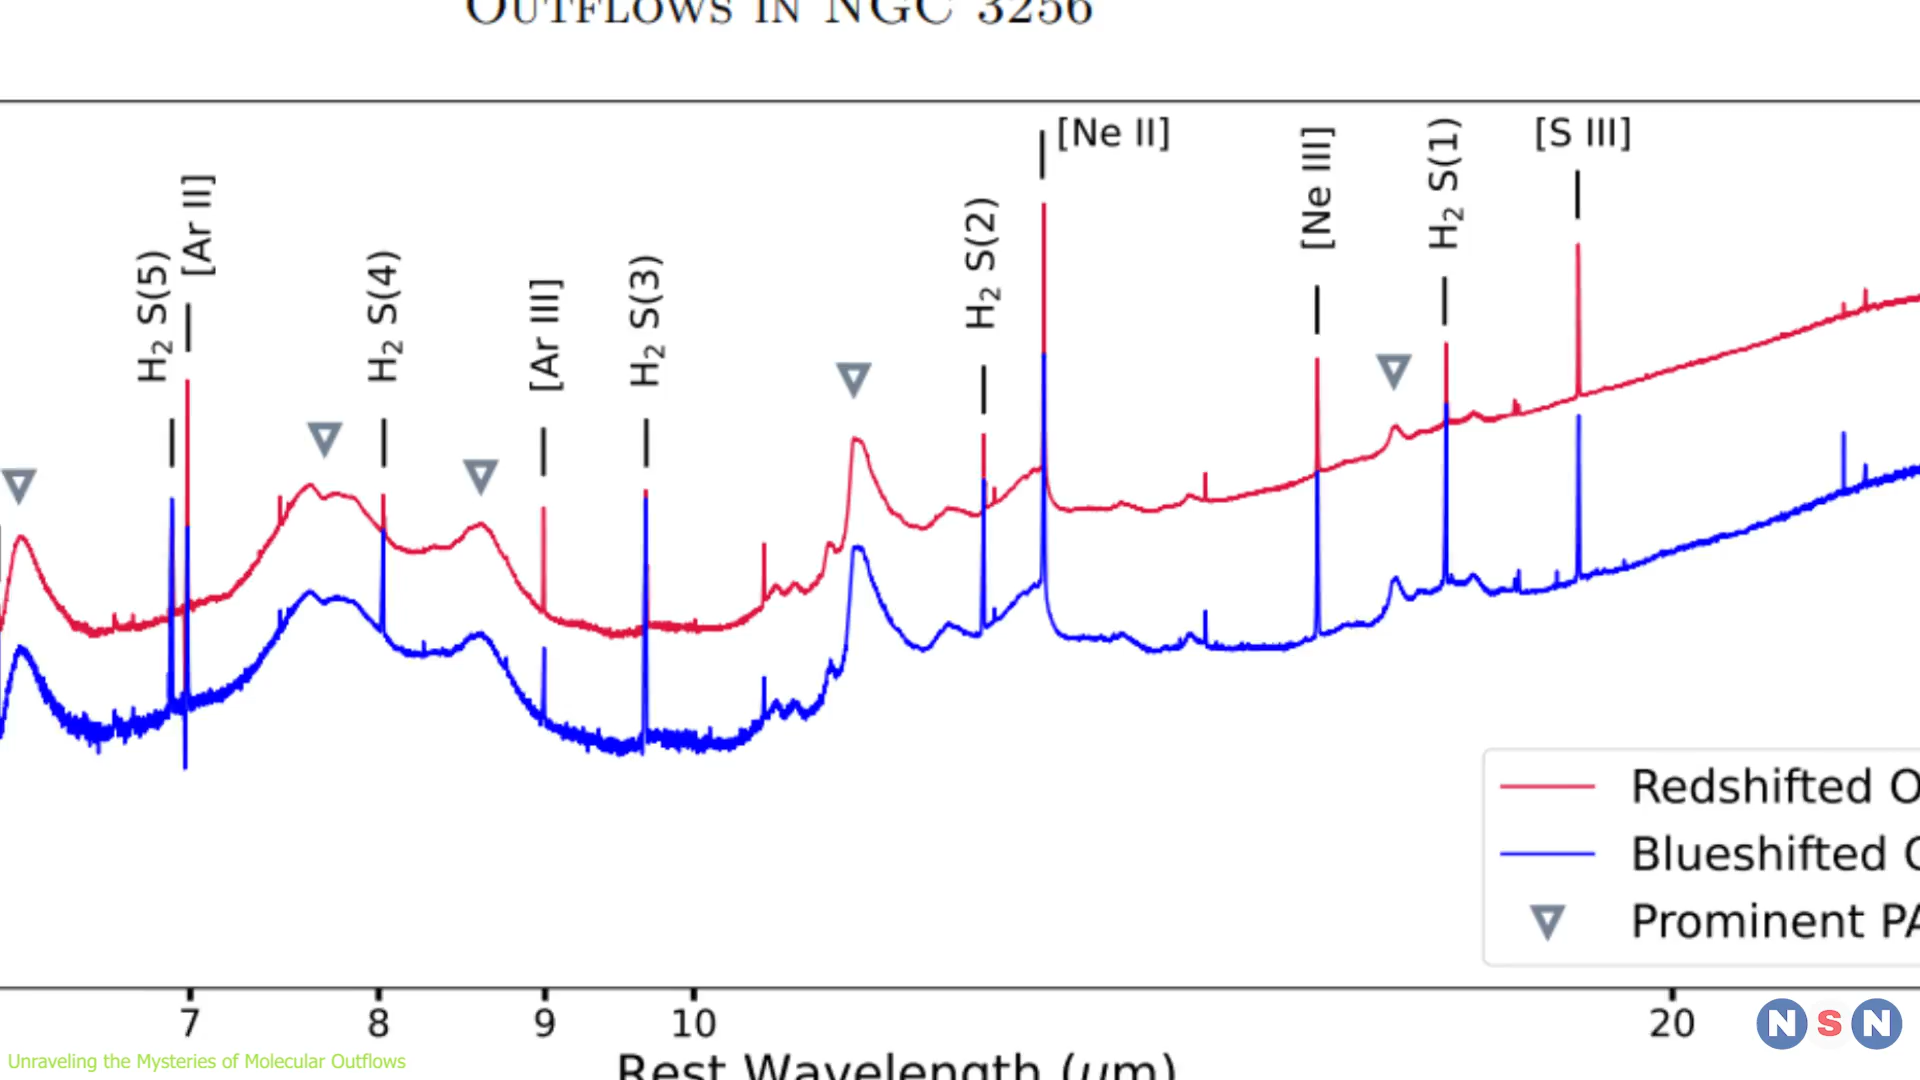 OUTFLOWS IN NGC 3256
[Ne II]
[S III]
H2 S(5)
[Ar II]
H2 S(4)
[Ar III]
H2 S(3)
H2 S(2)
[Ne III]
H2 S(1)
Redshifted O
Blueshifted
Prominent PA
7 8 9 10 20
Rest Wavelength (μm)
Unraveling the Mysteries of Molecular Outflows
N S N